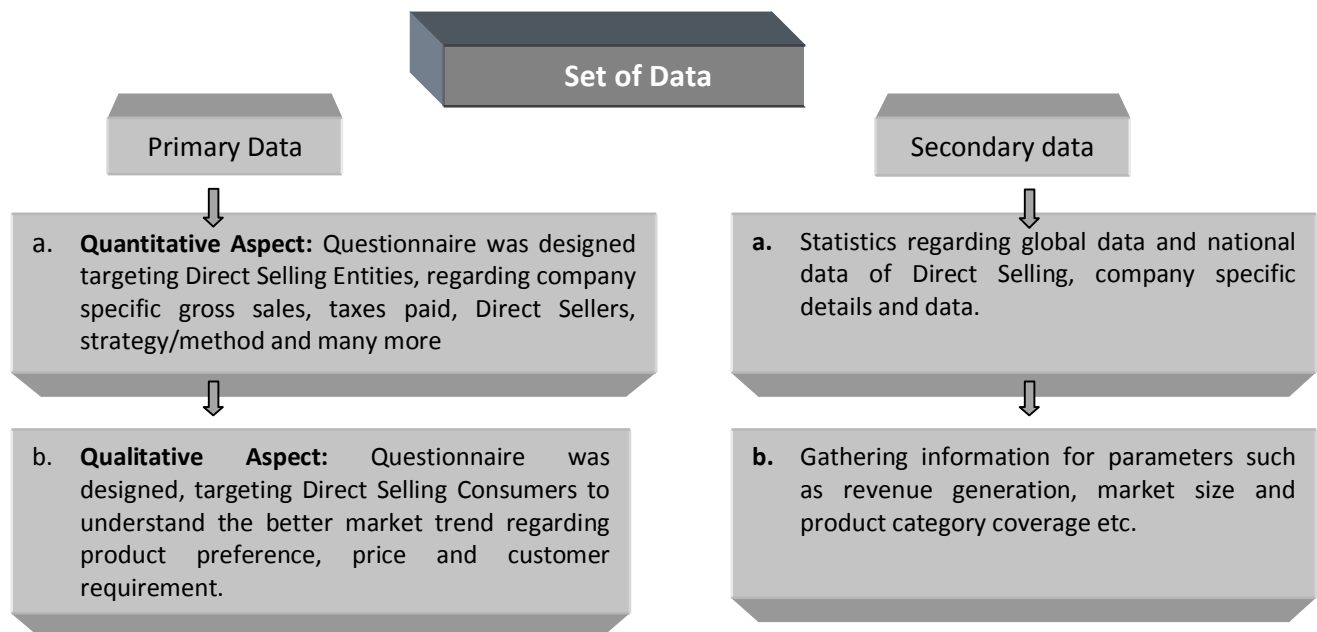 Set of Data
Primary Data
a. Quantitative Aspect: Questionnaire was designed
targeting Direct Selling Entities, regarding company
specific gross sales, taxes paid, Direct Sellers,
strategy/method and many more
b. Qualitative Aspect: Questionnaire was
designed, targeting Direct Selling Consumers to
understand the better market trend regarding
product preference, price and customer
requirement.
Secondary data
a. Statistics regarding global data and national
data of Direct Selling, company specific
details and data.
b. Gathering information for parameters such
as revenue generation, market size and
product category coverage etc.